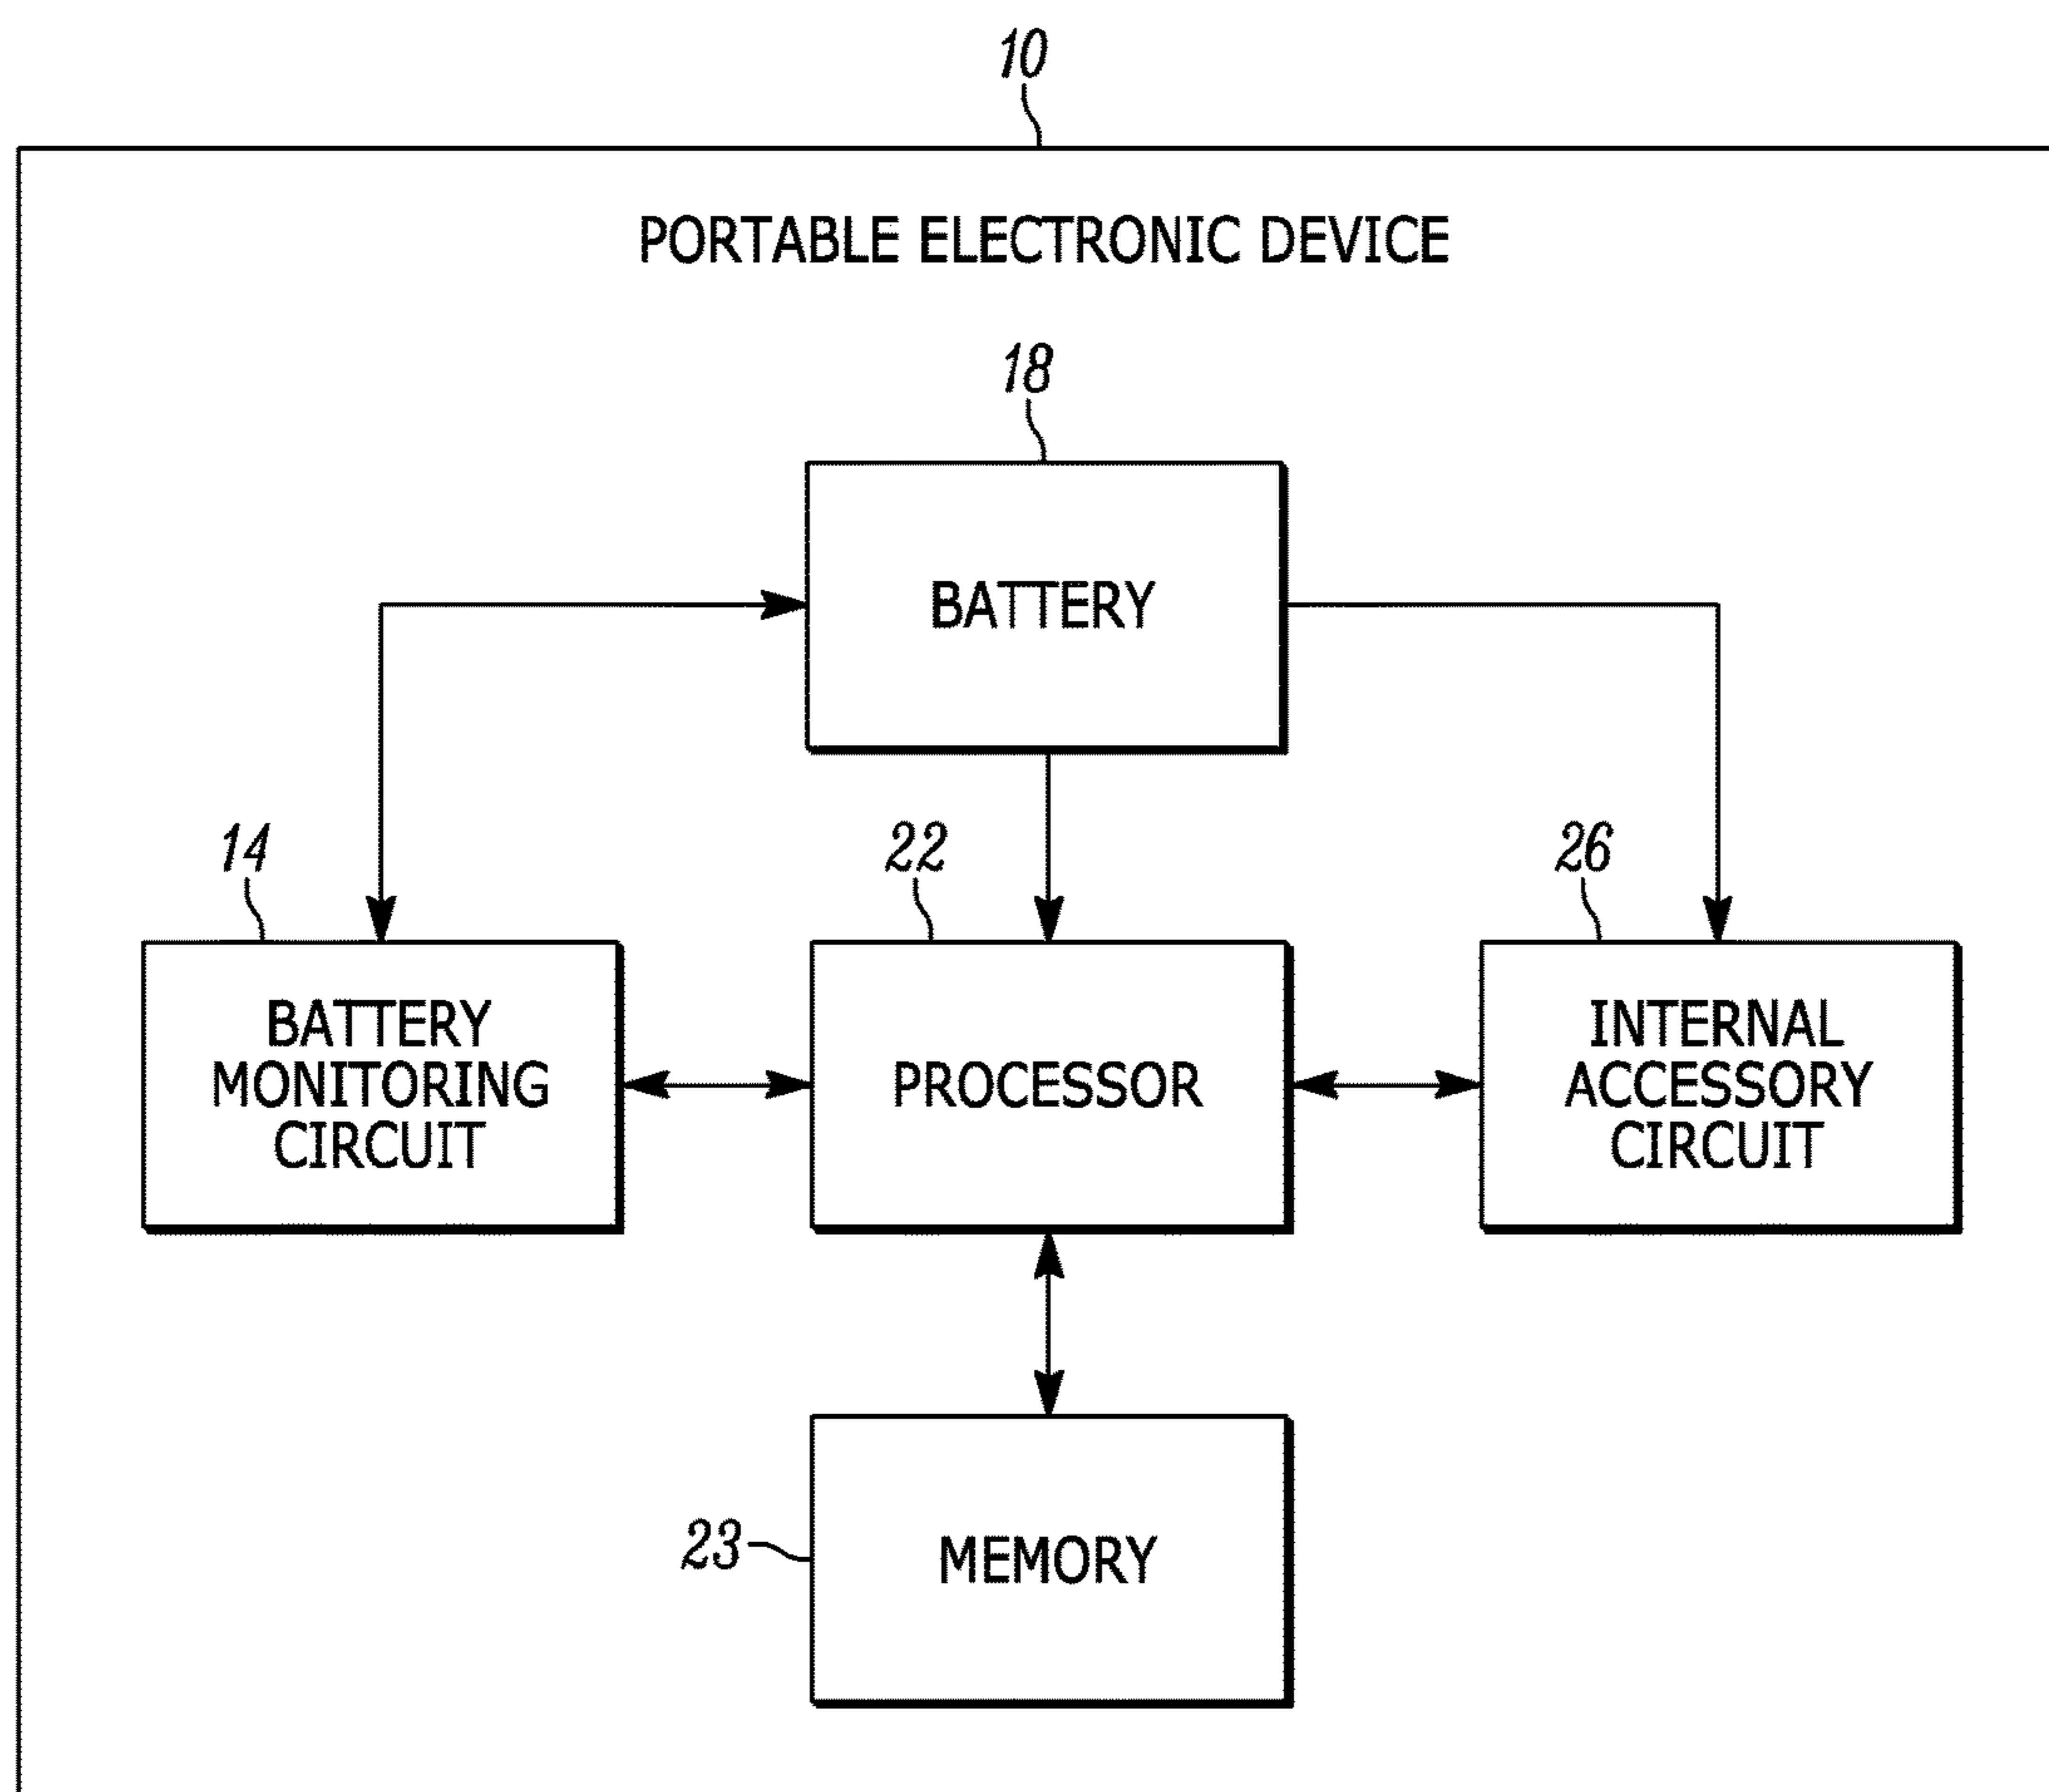 10
PORTABLE ELECTRONIC DEVICE
18
BATTERY
14
22
26
BATTERY
MONITORING
CIRCUIT
PROCESSOR
INTERNAL
ACCESSORY
CIRCUIT
23
MEMORY